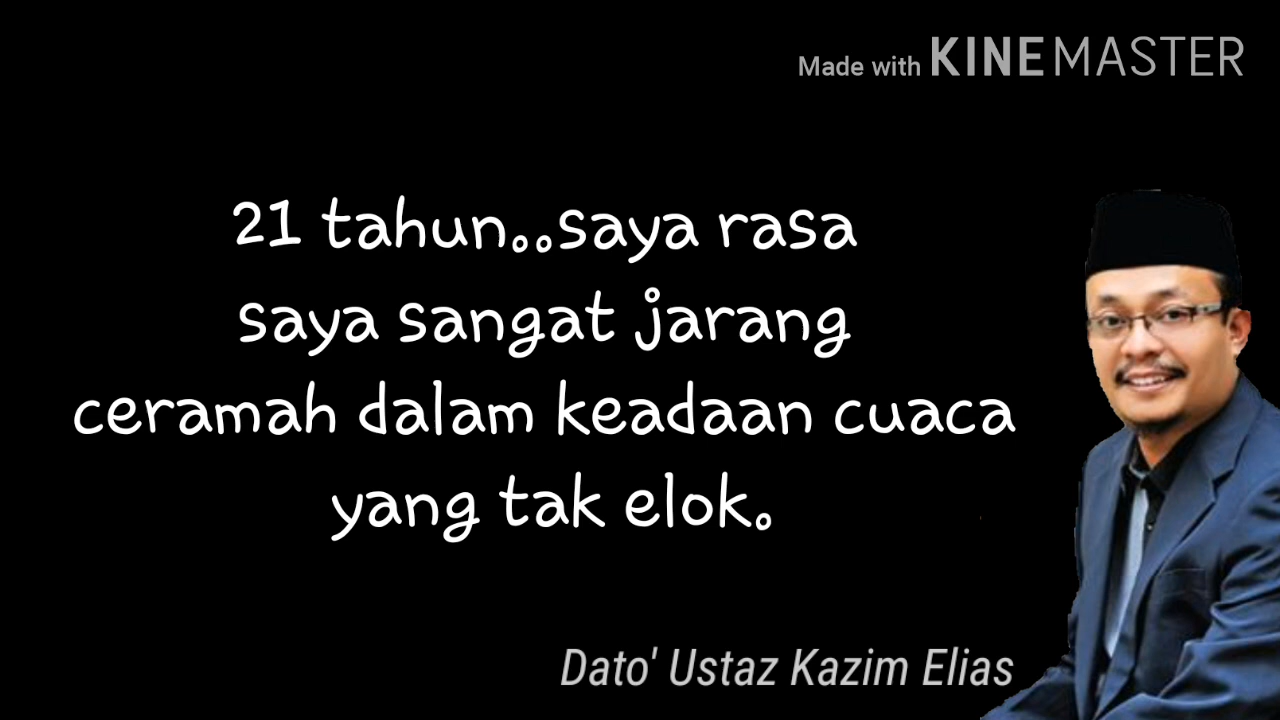 Made with KINEMASTER
21 tahun..saya rasa
saya sangat jarang
ceramah dalam keadaan cuaca
yang tak elok.
Dato' Ustaz Kazim Elias